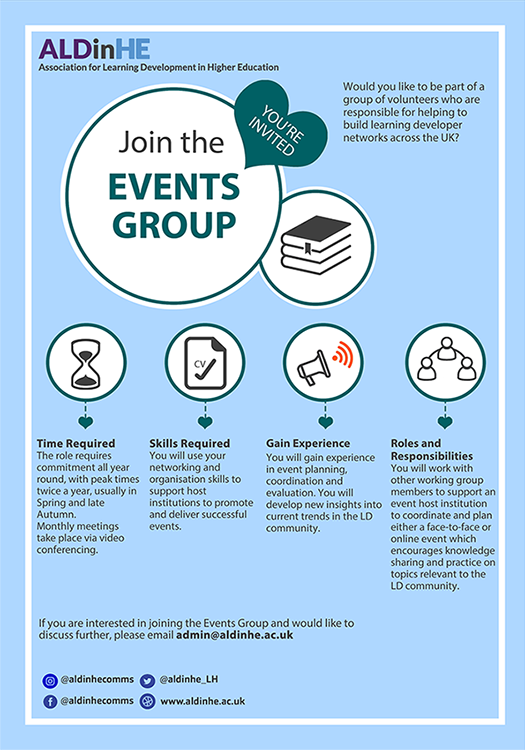 ALDinHE
Association for Learning Development in Higher Education
Would you like to be part of a
group of volunteers who are
responsible for helping to
build learning developer
networks across the UK?
YOU'RE
INVITED
Join the
EVENTS
GROUP
CV
Time Required
The role requires
commitment all year
round, with peak times
twice a year, usually in
Spring and late
Autumn.
Monthly meetings
take place via video
conferencing.
Skills Required
You will use your
networking and
organisation skills to
support host
institutions to promote
and deliver successful
events.
Gain Experience
You will gain experience
in event planning,
coordination and
evaluation. You will
develop new insights into
current trends in the LD
community.
Roles and
Responsibilities
You will work with
other working group
members to support an
event host institution
to coordinate and plan
either a face-to-face or
online event which
encourages knowledge
sharing and practice on
topics relevant to the
LD community.
If you are interested in joining the Events Group and would like to
discuss further, please email admin@aldinhe.ac.uk
@aldinhecomms @aldinhe_LH
@aldinhecomms www.aldinhe.ac.uk